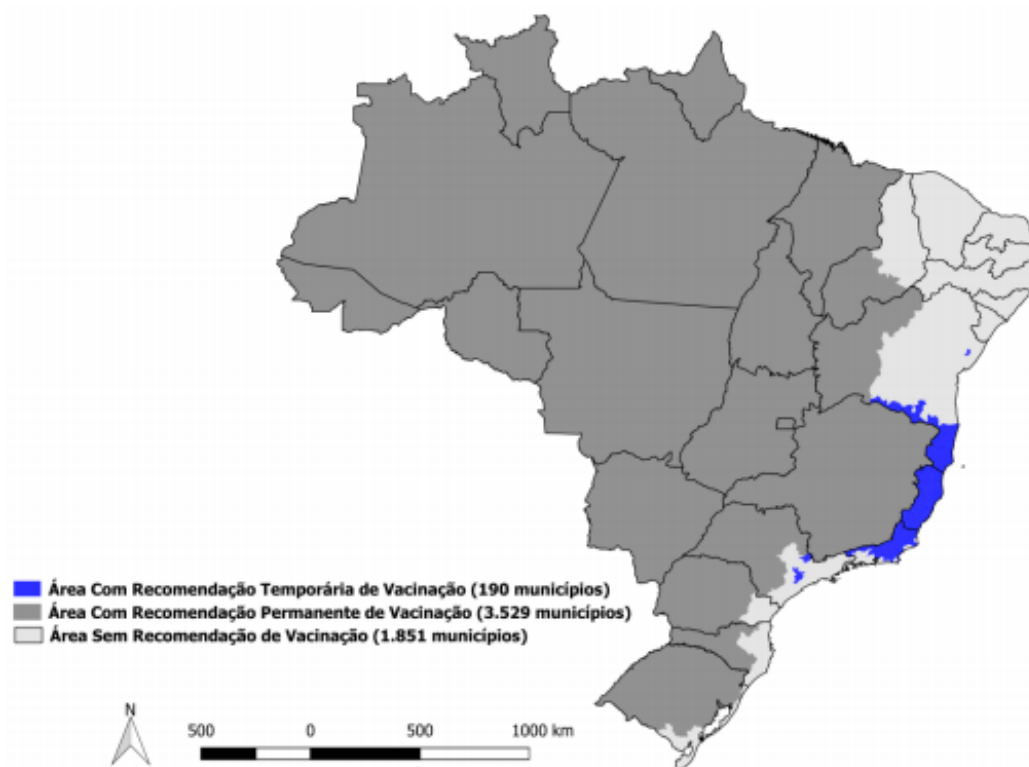 Área Com Recomendação Temporária de Vacinação (190 municípios)
Área Com Recomendação Permanente de Vacinação (3.529 municípios)
Área Sem Recomendação de Vacinação (1.851 municípios)
N
500 0 500 1000 km